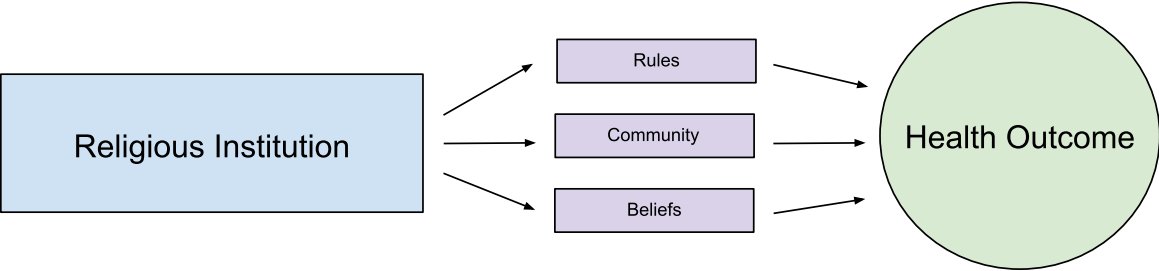 Religious Institution
Rules
Community
Beliefs
Health Outcome